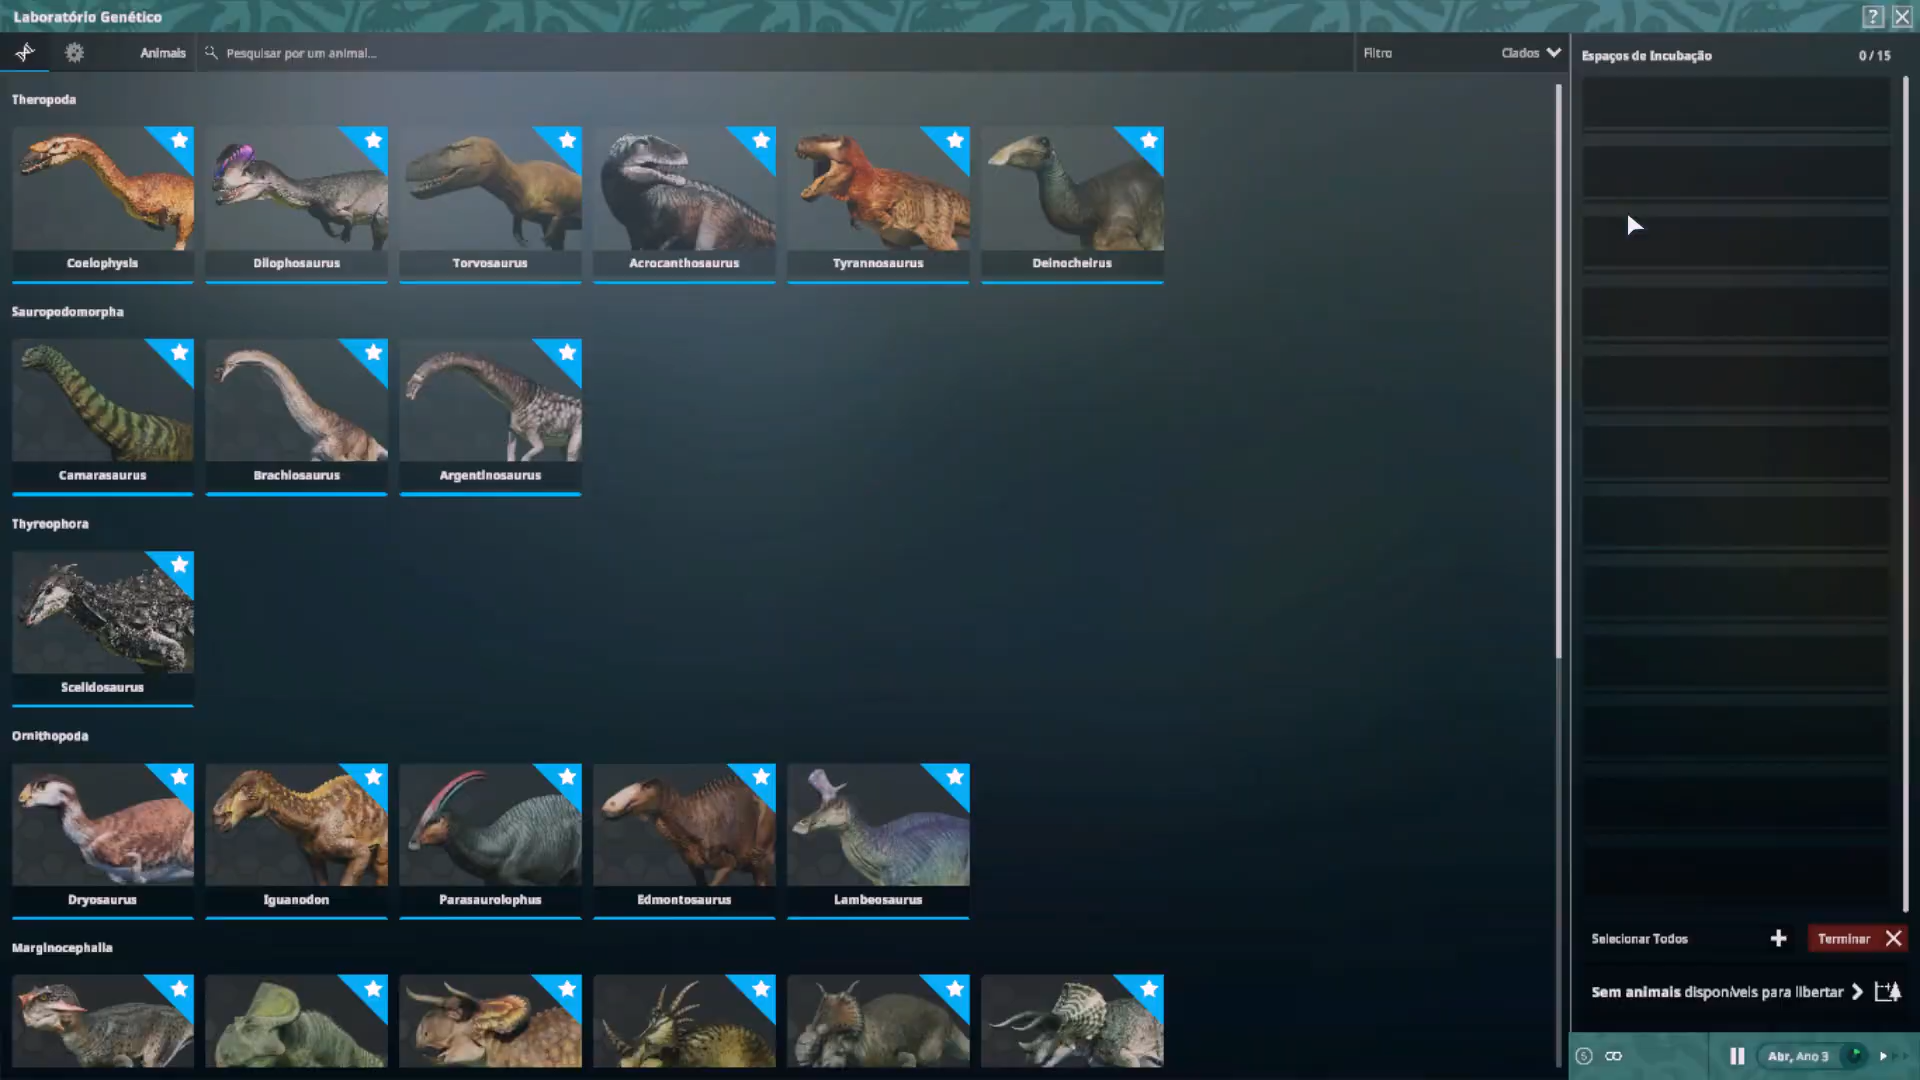 Laboratório Genético
?
Animais
Pesquisar por um animal...
Filtro
Clados
Espaços de Incubação
0 / 15
Theropoda
Coelophysis
Dilophosaurus
Torvosaurus
Acrocanthosaurus
Tyrannosaurus
Deinocheirus
Sauropodomorpha
Camarasaurus
Brachiosaurus
Argentinosaurus
Thyreophora
Scelidosaurus
Ornithopoda
Dryosaurus
Iguanodon
Parasaurolophus
Edmontosaurus
Lambeosaurus
Marginocephalia
Selecionar Todos
Terminar
Sem animais disponíveis para libertar
Abr, Ano 3